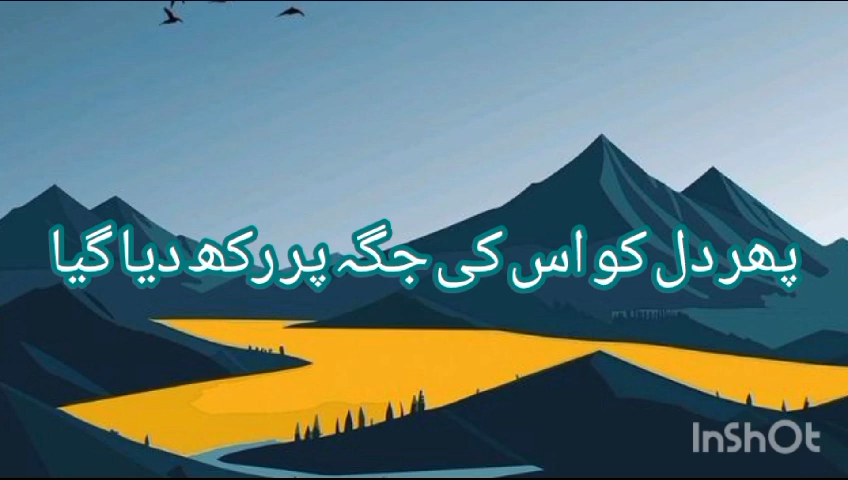 پھر دل کو اس کی جگہ پر رکھ دیا گیا
InShOt